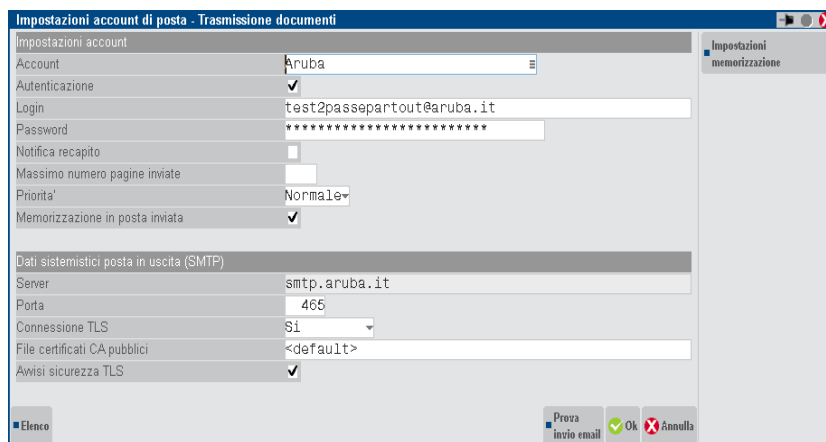 Impostazioni account di posta - Trasmissione documenti
Impostazioni account
Account Aruba
Autenticazione
Login test2passepartout@aruba.it
Password *************************
Notifica recapito
Massimo numero pagine inviate
Priorita' Normale
Memorizzazione in posta inviata
Dati sistemistici posta in uscita (SMTP)
Server smtp.aruba.it
Porta 465
Connessione TLS Si
File certificati CA pubblici <default>
Avvisi sicurezza TLS
Impostazioni
memorizzazione
Elenco
Prova
invio email
Ok
Annulla